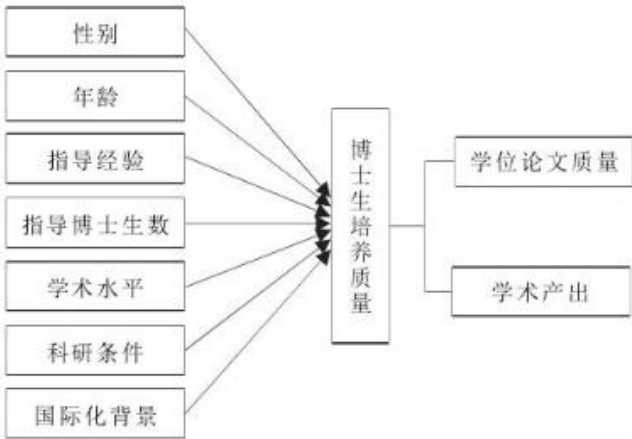 性别
年龄
指导经验
指导博士生数
学术水平
科研条件
国际化背景
博士生培养质量
学位论文质量
学术产出